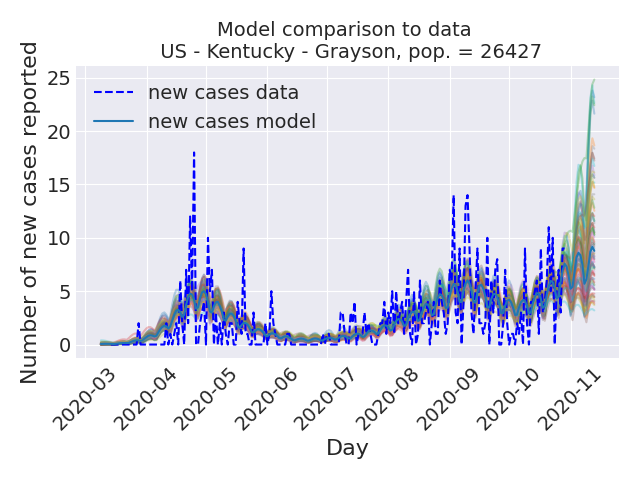 Model comparison to data
US - Kentucky - Grayson, pop. = 26427
Number of new cases reported
25
20
15
10
5
0
new cases data
new cases model
2020-03
2020-04
2020-05
2020-06
2020-07
2020-08
2020-09
2020-10
2020-11
Day